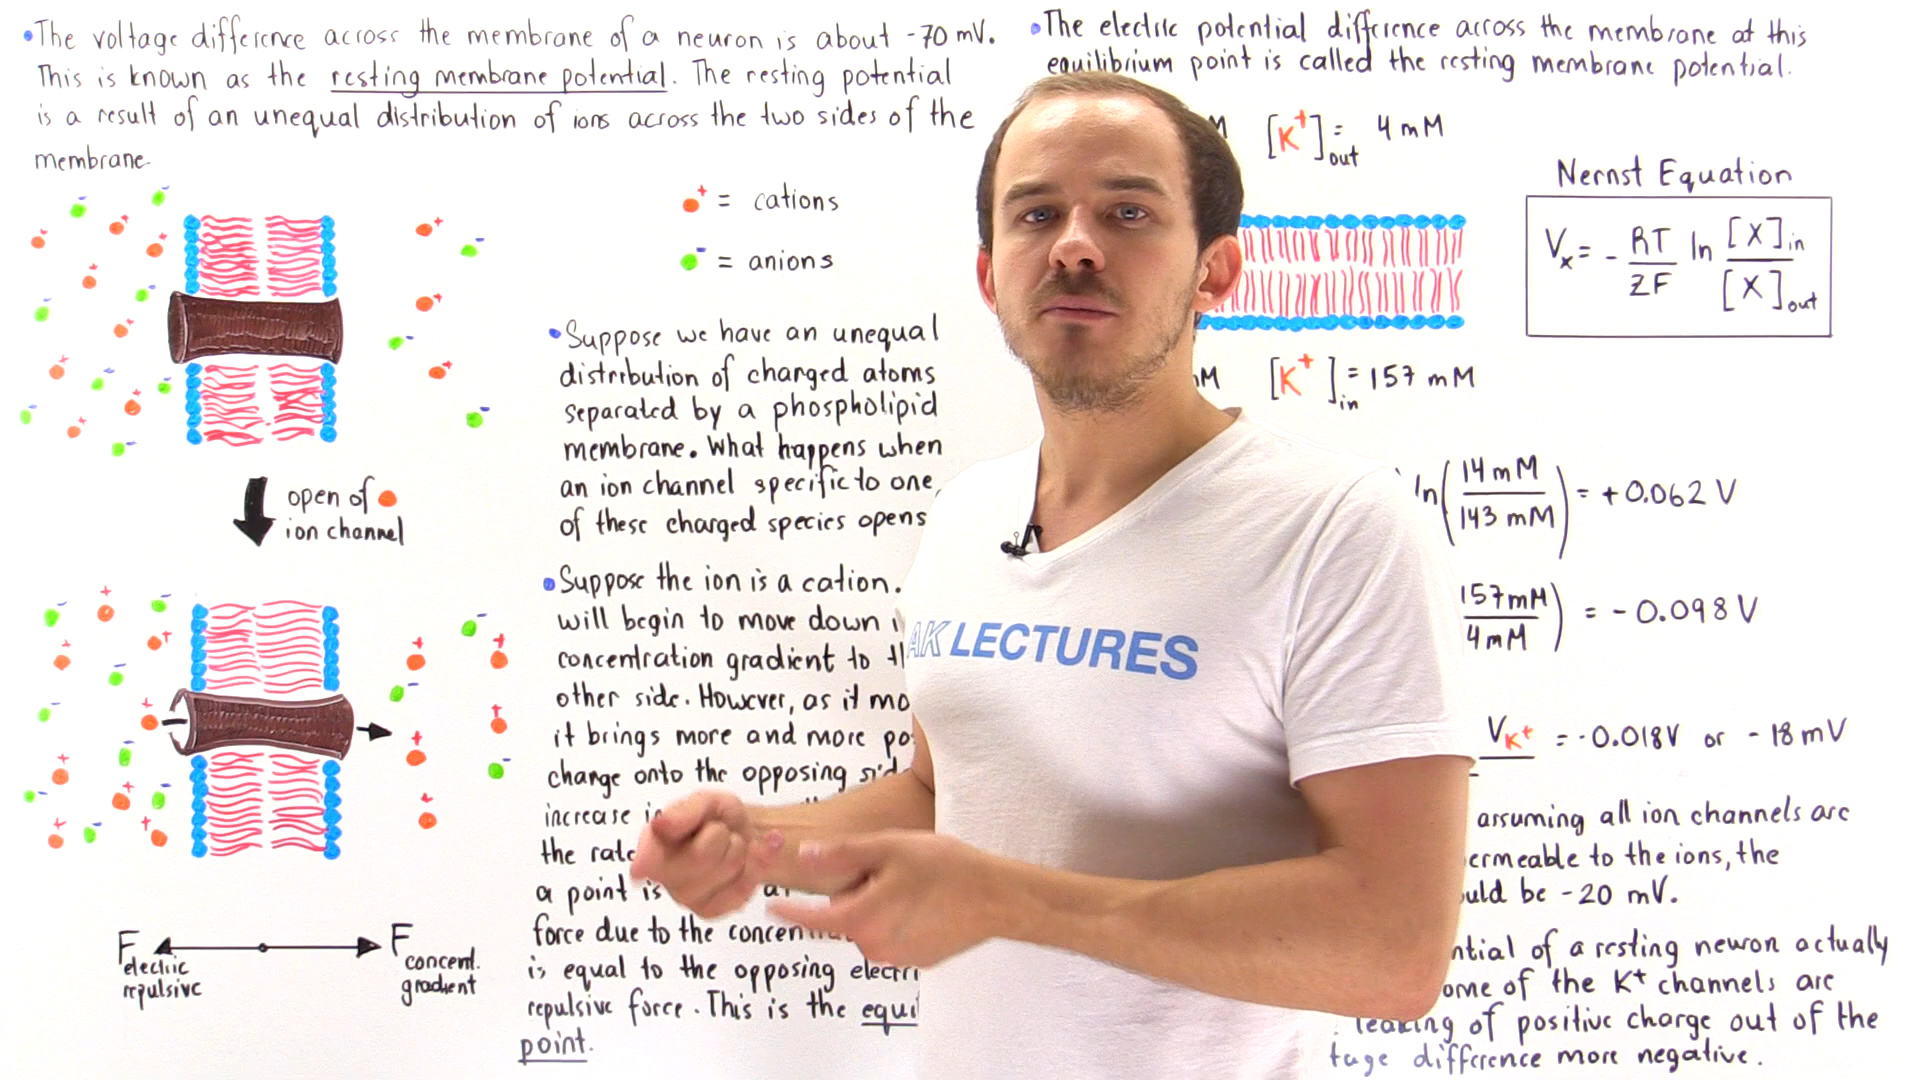 •The voltage difference across the membrane of a neuron is about -70 mV.
This is known as the resting membrane potential. The resting potential
is a result of an unequal distribution of ions across the two sides of the
membrane.
+ = cations
- = anions
open of
ion channel
F electric repulsive
F concent. gradient
•Suppose we have an unequal
distribution of charged atoms
separated by a phospholipid
membrane. What happens when
an ion channel specific to one
of these charged species opens
•Suppose the ion is a cation.
will begin to move down
concentration gradient to
other side. However, as it
it brings more and more
charge onto the opposing
increase
the rate
a point is
force due to the
is equal to the opposing
repulsive force. This is the
point.
•The electric potential difference across the membrane at this
equilibrium point is called the resting membrane potential.
[K+]out = 4 mM
[K+]in = 157 mM
Nernst Equation
Vx = - RT/ZF ln [X]in/[X]out
ln(14 mM/143 mM) = +0.062 V
157 mM/4 mM) = -0.098 V
VK+ = -0.018V or -18 mV
assuming all ion channels are
to the ions, the
be -20 mV.
of a resting neuron actually
of the K+ channels are
leaking of positive charge out of the
difference more negative.
AK LECTURES